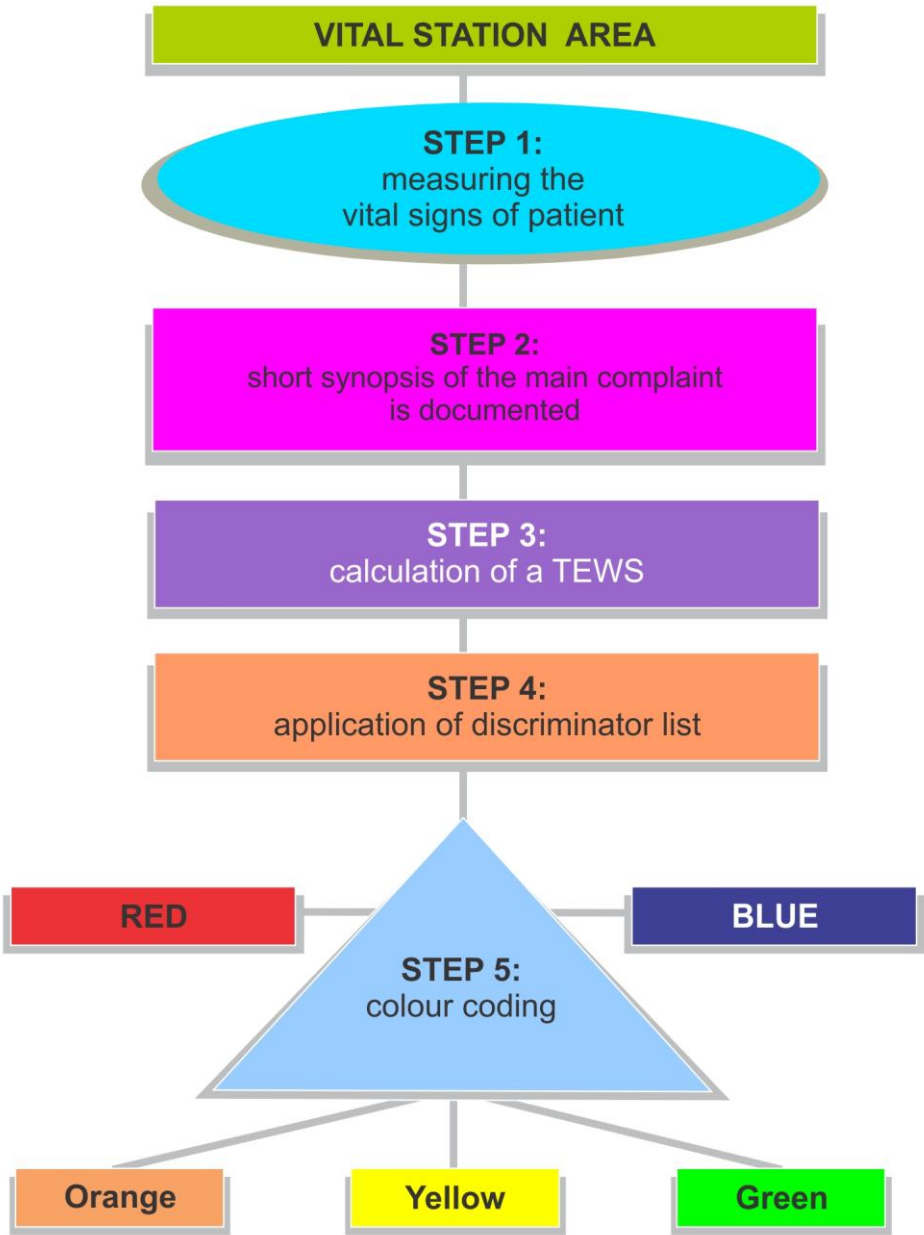 VITAL STATION AREA
STEP 1:
measuring the
vital signs of patient
STEP 2:
short synopsis of the main complaint
is documented
STEP 3:
calculation of a TEWS
STEP 4:
application of discriminator list
RED
BLUE
STEP 5:
colour coding
Orange
Yellow
Green